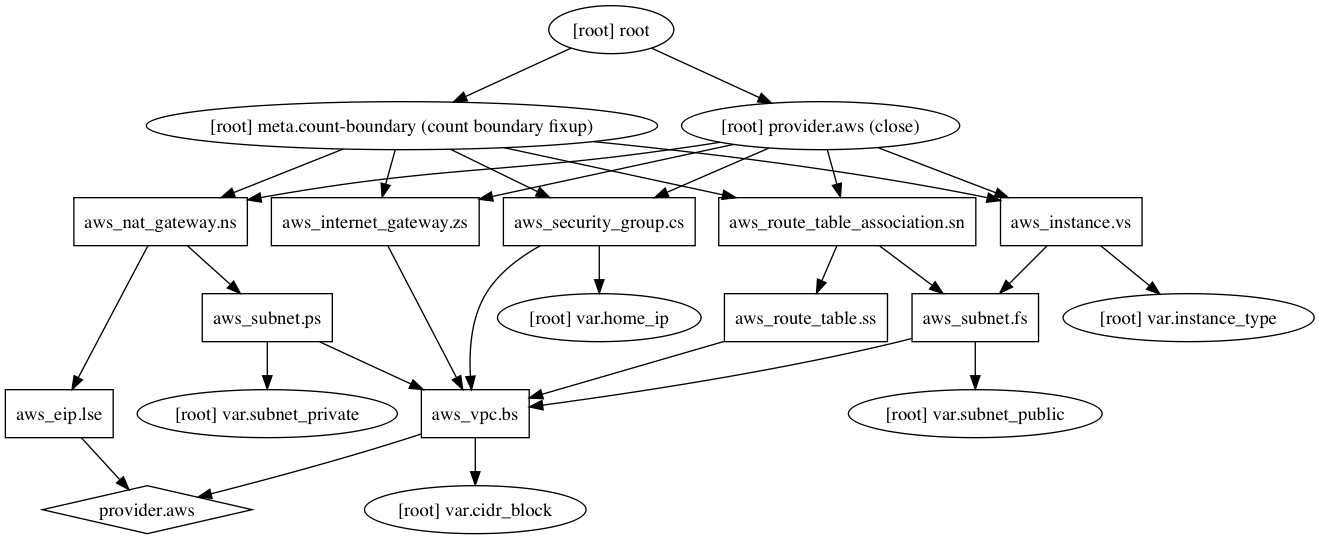 [root] root
[root] meta.count-boundary (count boundary fixup)
[root] provider.aws (close)
aws_nat_gateway.ns
aws_internet_gateway.zs
aws_security_group.cs
aws_route_table_association.sn
aws_instance.vs
aws_subnet.ps
[root] var.home_ip
aws_route_table.ss
aws_subnet.fs
[root] var.instance_type
aws_eip.lse
[root] var.subnet_private
aws_vpc.bs
[root] var.subnet_public
provider.aws
[root] var.cidr_block